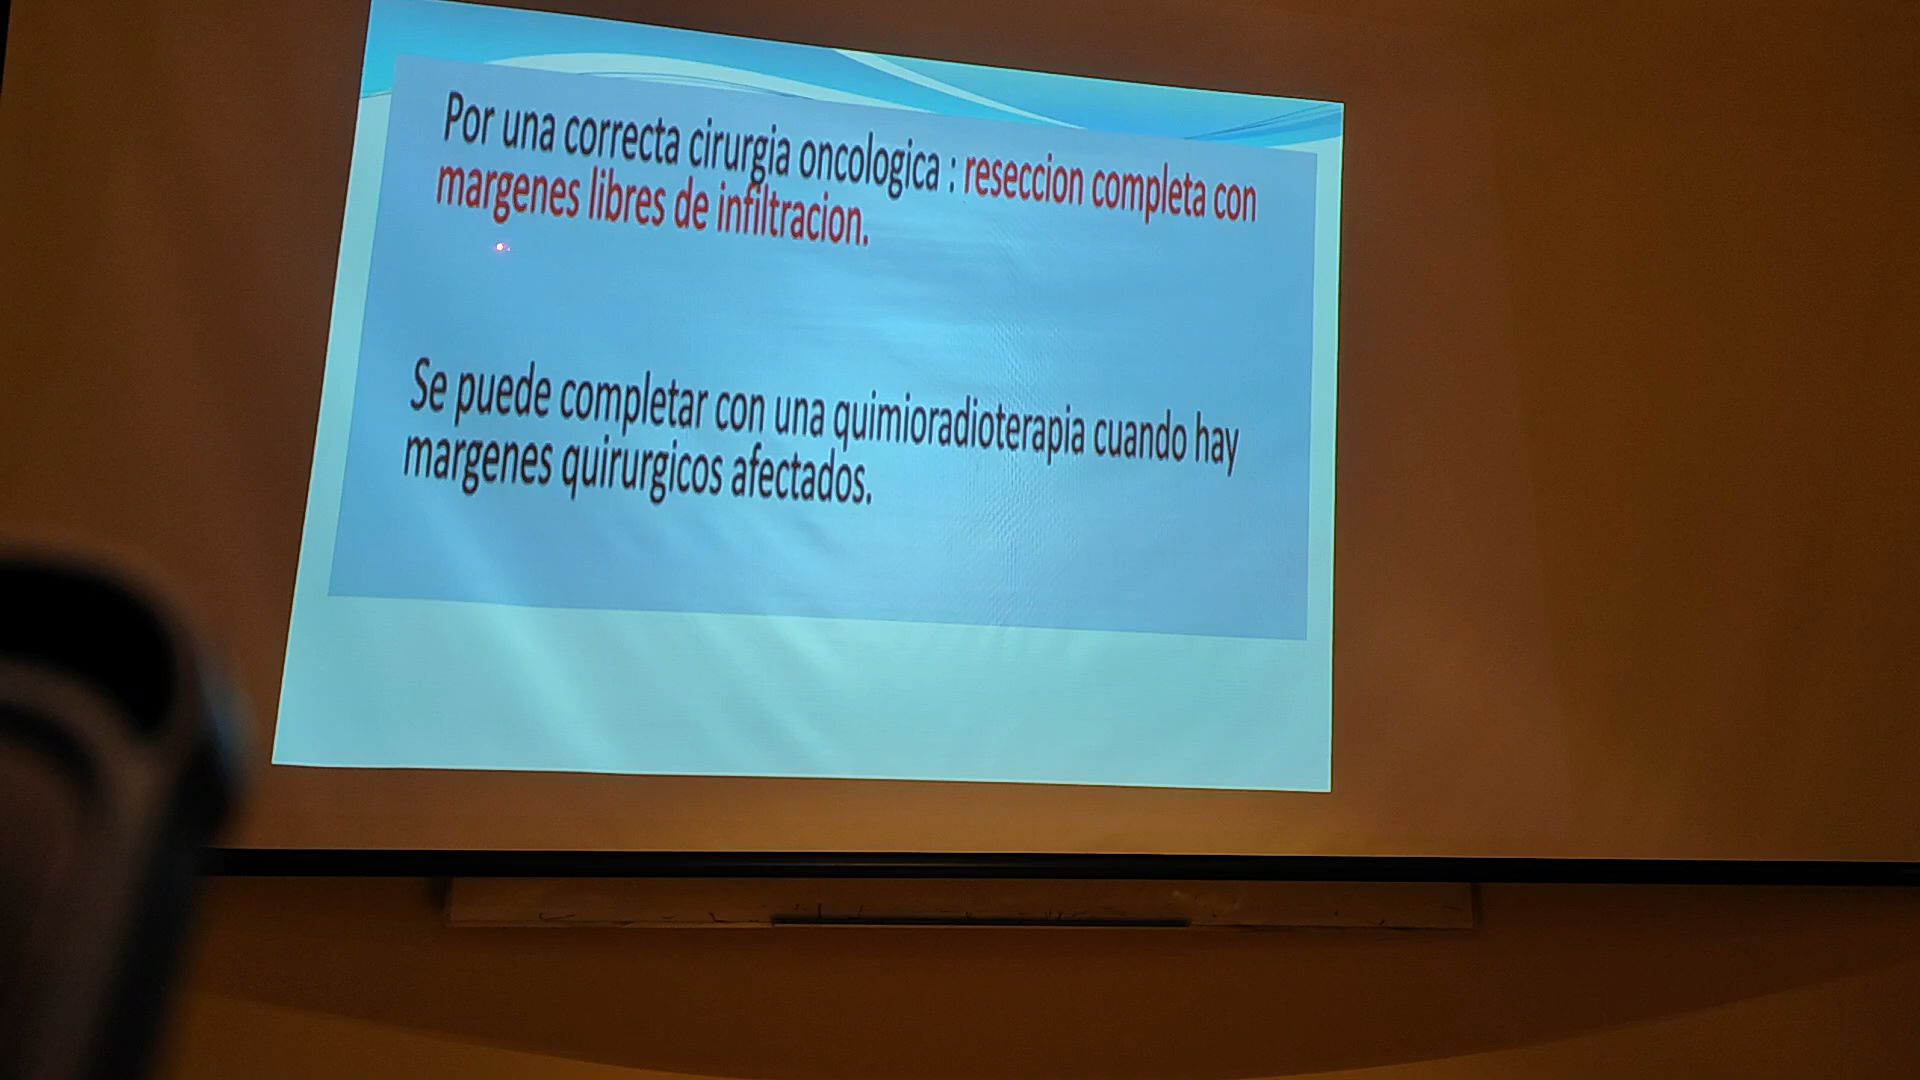 Por una correcta cirurgia oncologica : reseccion completa con
margenes libres de infiltracion.
Se puede completar con una quimioradioterapia cuando hay
margenes quirurgicos afectados.